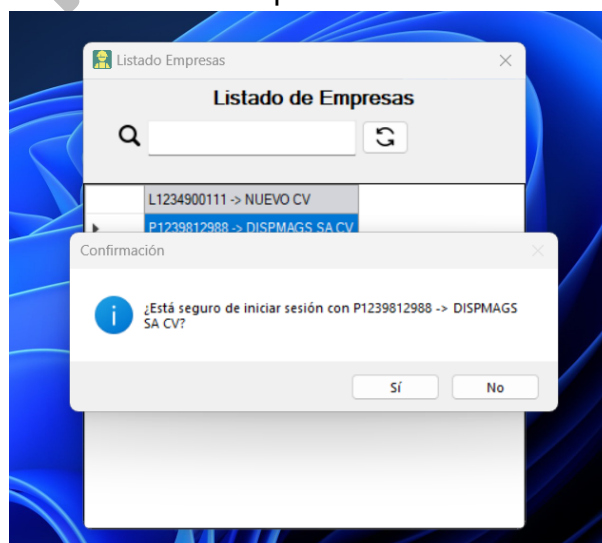 Listado Empresas
Listado de Empresas
L1234900111 -> NUEVO CV
P1239812988 -> DISPMAGS SA CV
Confirmación
¿Está seguro de iniciar sesión con P1239812988 -> DISPMAGS
SA CV?
Sí
No